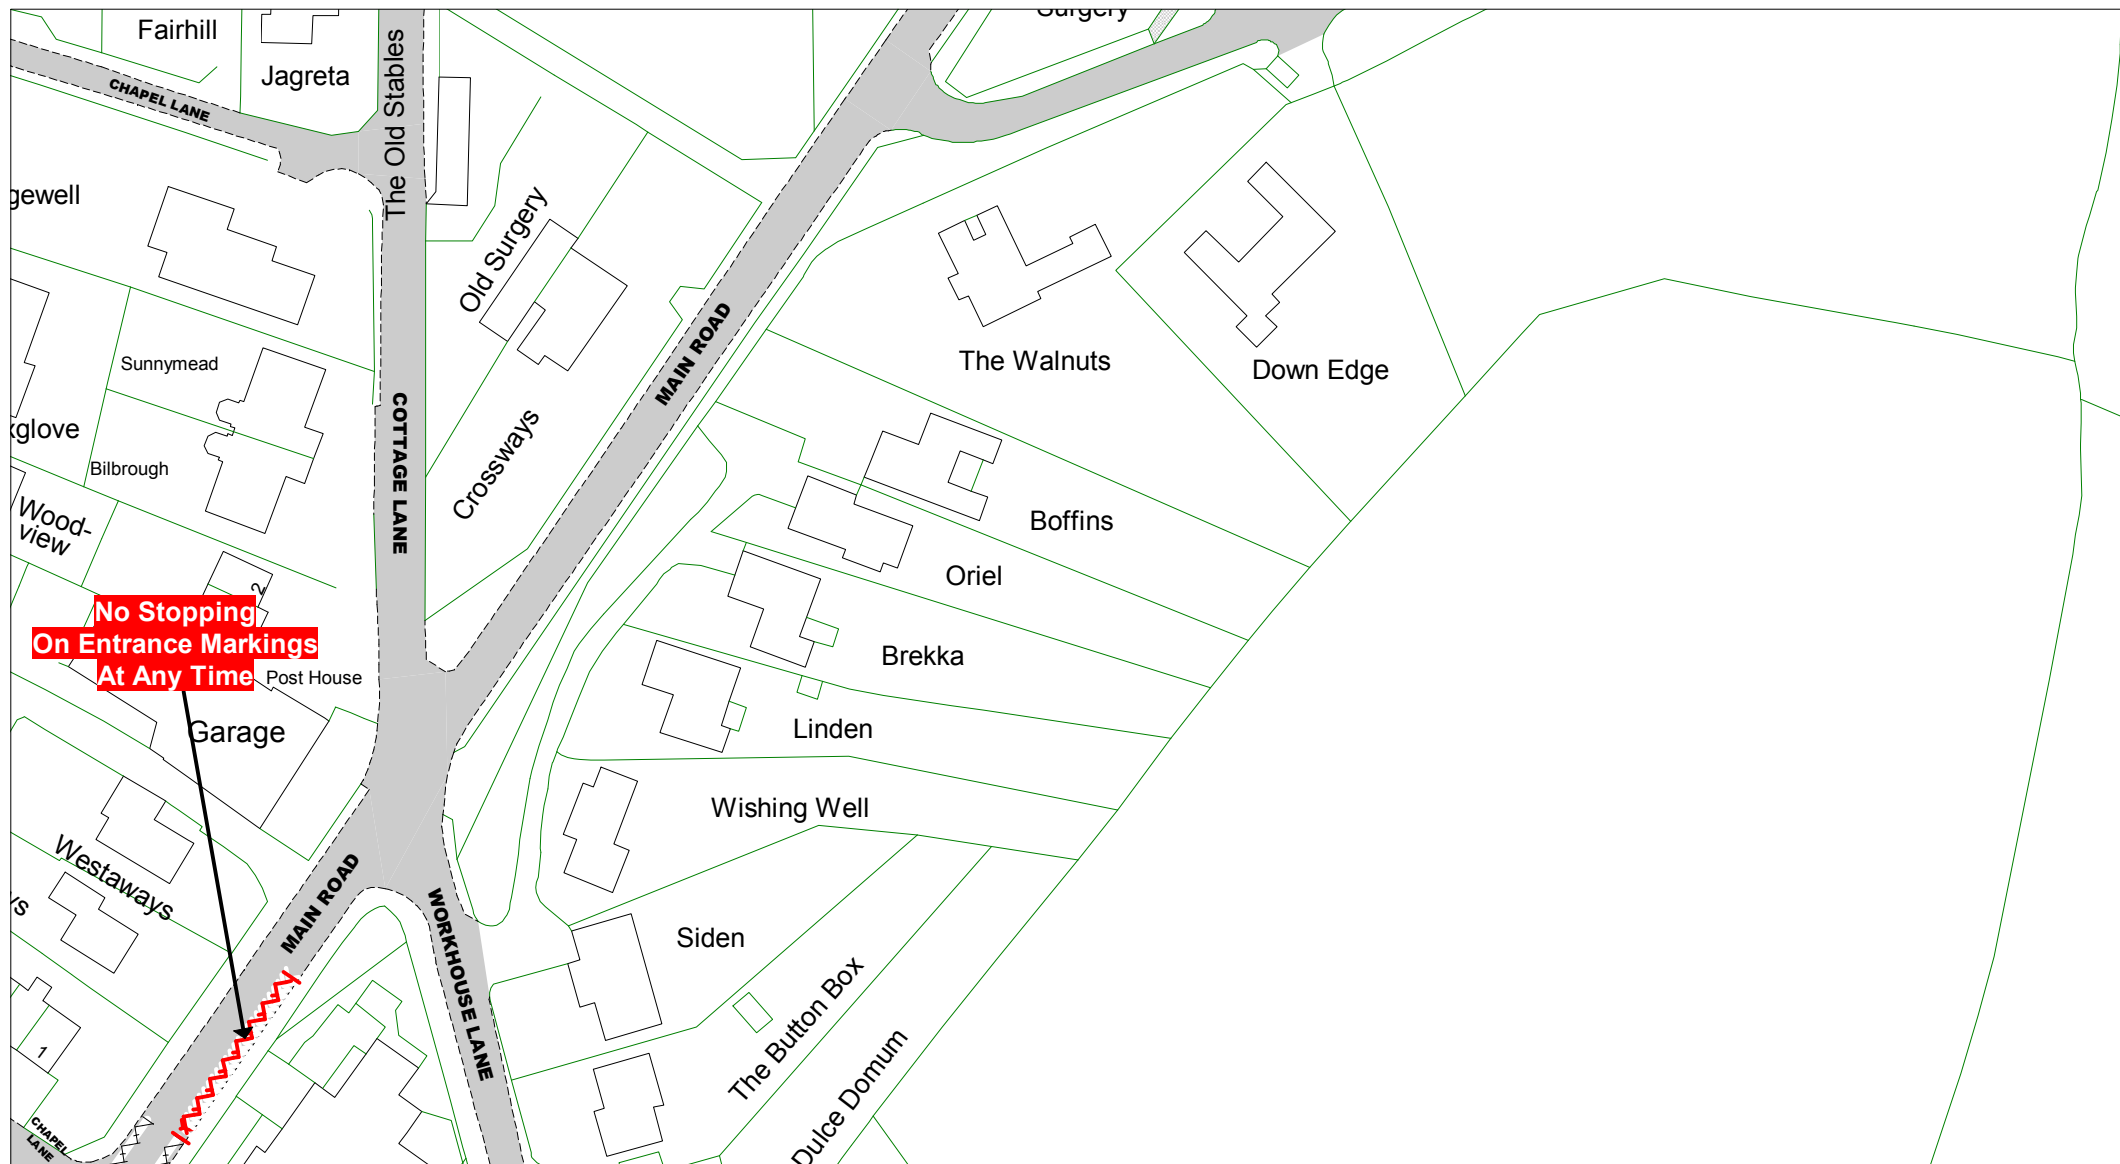 Fairhill
Jagreta
The Old Stables
CHAPEL LANE
Surgery
gewell
Old Surgery
MAIN ROAD
The Walnuts
Down Edge
Sunnymead
COTTAGE LANE
xglove
Bilbrough
Crossways
Wood-
view
Boffins
Oriel
2
No Stopping
On Entrance Markings
At Any Time
Post House
Brekka
Garage
Linden
Wishing Well
Westaways
ys
MAIN ROAD
WORKHOUSE LANE
Siden
The Button Box
Dulce Domum
1
CHAPEL
LANE